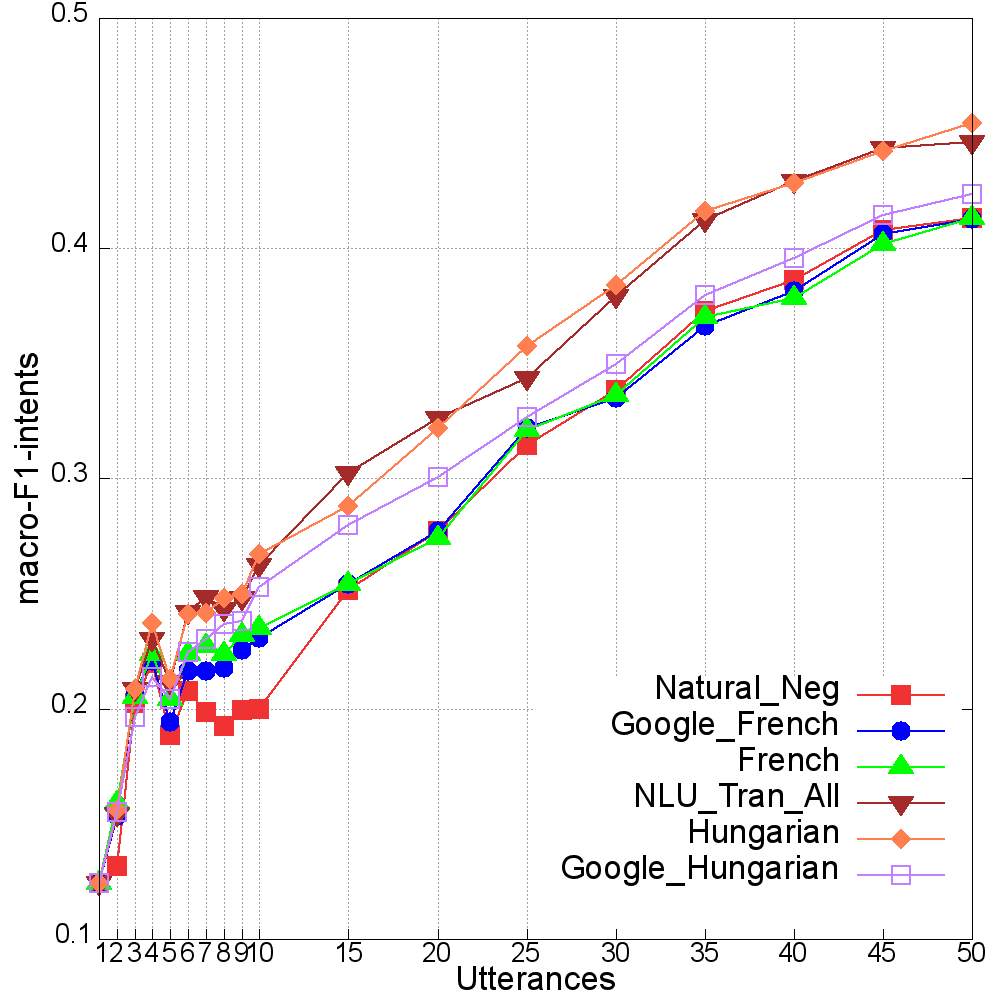 0.5
0.4
0.3
0.2
0.1
macro-F1-intents
Natural_Neg
Google_French
French
NLU_Tran_All
Hungarian
Google_Hungarian
1 2 3 4 5 6 7 8 9 10 15 20 25 30 35 40 45 50
Utterances